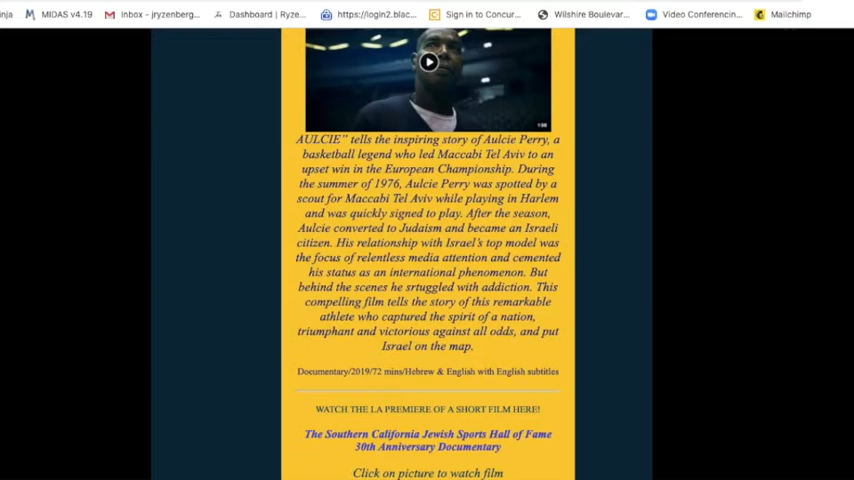 inja MIDAS v4.19 Inbox - jryzenberg... Dashboard | Ryze... https://login2.blac... Sign in to Concur... Wilshire Boulevar... Video Conferencin... Mailchimp
1:58
AULCIE" tells the inspiring story of Aulcie Perry, a
basketball legend who led Maccabi Tel Aviv to an
upset win in the European Championship. During
the summer of 1976, Aulcie Perry was spotted by a
scout for Maccabi Tel Aviv while playing in Harlem
and was quickly signed to play. After the season,
Aulcie converted to Judaism and became an Israeli
citizen. His relationship with Israel's top model was
the focus of relentless media attention and cemented
his status as an international phenomenon. But
behind the scenes he srtuggled with addiction. This
compelling film tells the story of this remarkable
athlete who captured the spirit of a nation,
triumphant and victorious against all odds, and put
Israel on the map.
Documentary/2019/72 mins/Hebrew & English with English subtitles
WATCH THE LA PREMIERE OF A SHORT FILM HERE!
The Southern California Jewish Sports Hall of Fame
30th Anniversary Documentary
Click on picture to watch film